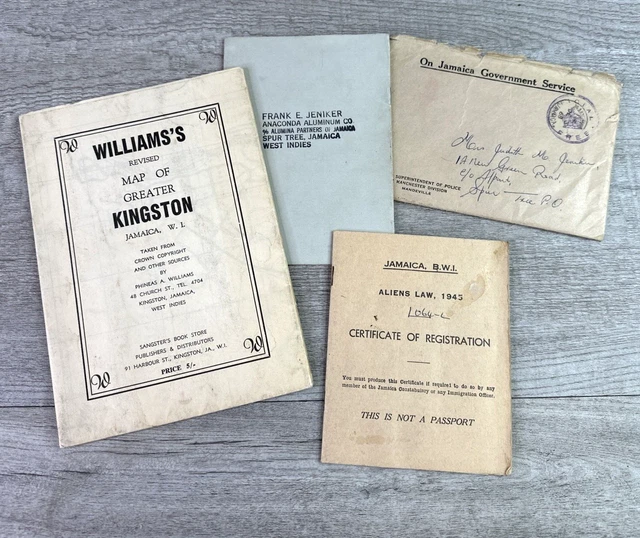 WILLIAMS'S
REVISED
MAP OF
GREATER
KINGSTON
JAMAICA, W. I.
TAKEN FROM
CROWN COPYRIGHT
AND OTHER SOURCES
BY
PHINEAS A. WILLIAMS
48 CHURCH ST., TEL. 4704
KINGSTON, JAMAICA,
WEST INDIES
SANGSTER'S BOOK STORE
PUBLISHERS & DISTRIBUTORS
91 HARBOUR ST., KINGSTON, JA., W. I.
PRICE 5/-
W
W
W
W
FRANK E. JENIKER
ANACONDA ALUMINUM CO
% ALUMINA PARTNERS OF JAMAICA
SPUR TREE, JAMAICA
WEST INDIES
On Jamaica Government Service
Judith
Green Road
c/o
Spur Tree P.O
SUPERINTENDENT OF POLICE
MANCHESTER DIVISION
MANDEVILLE
JAMAICA, B.W.I.
ALIENS LAW, 1945
CERTIFICATE OF REGISTRATION
You must produce this Certificate if required to do so by any
member of the Jamaica Constabulary or any Immigration Officer.
THIS IS NOT A PASSPORT